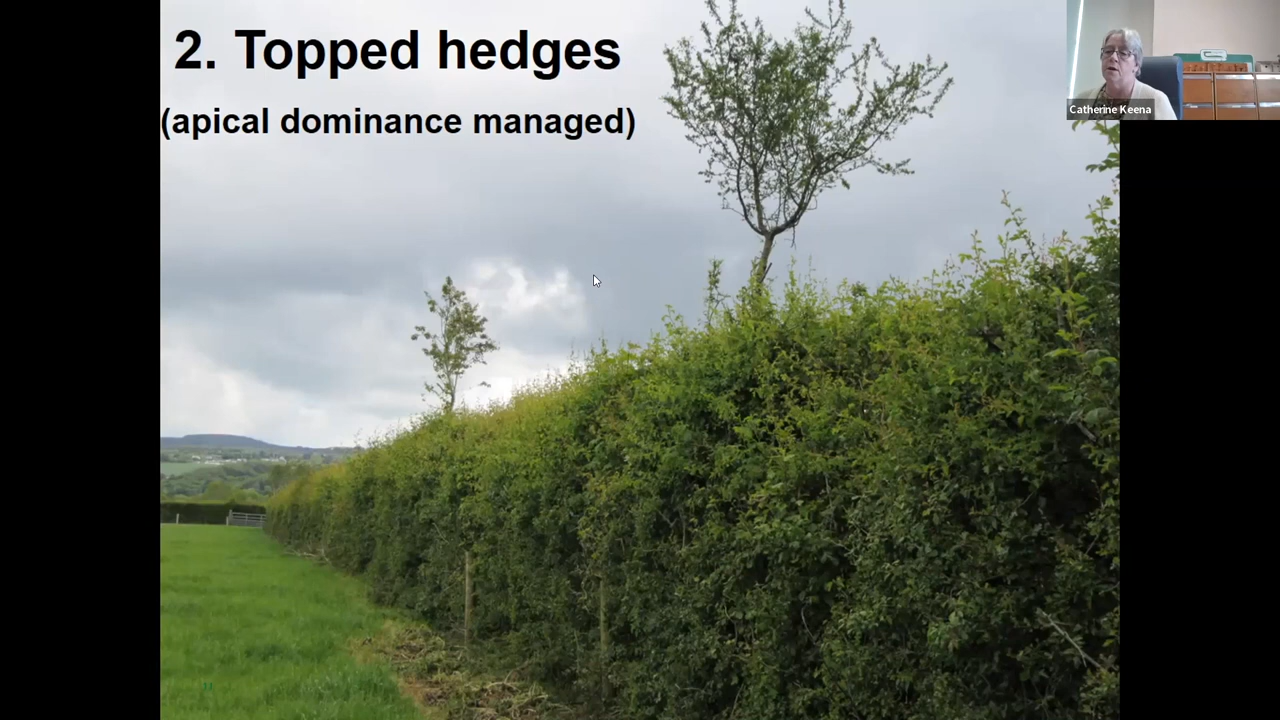 2. Topped hedges
(apical dominance managed)
Catherine Keena